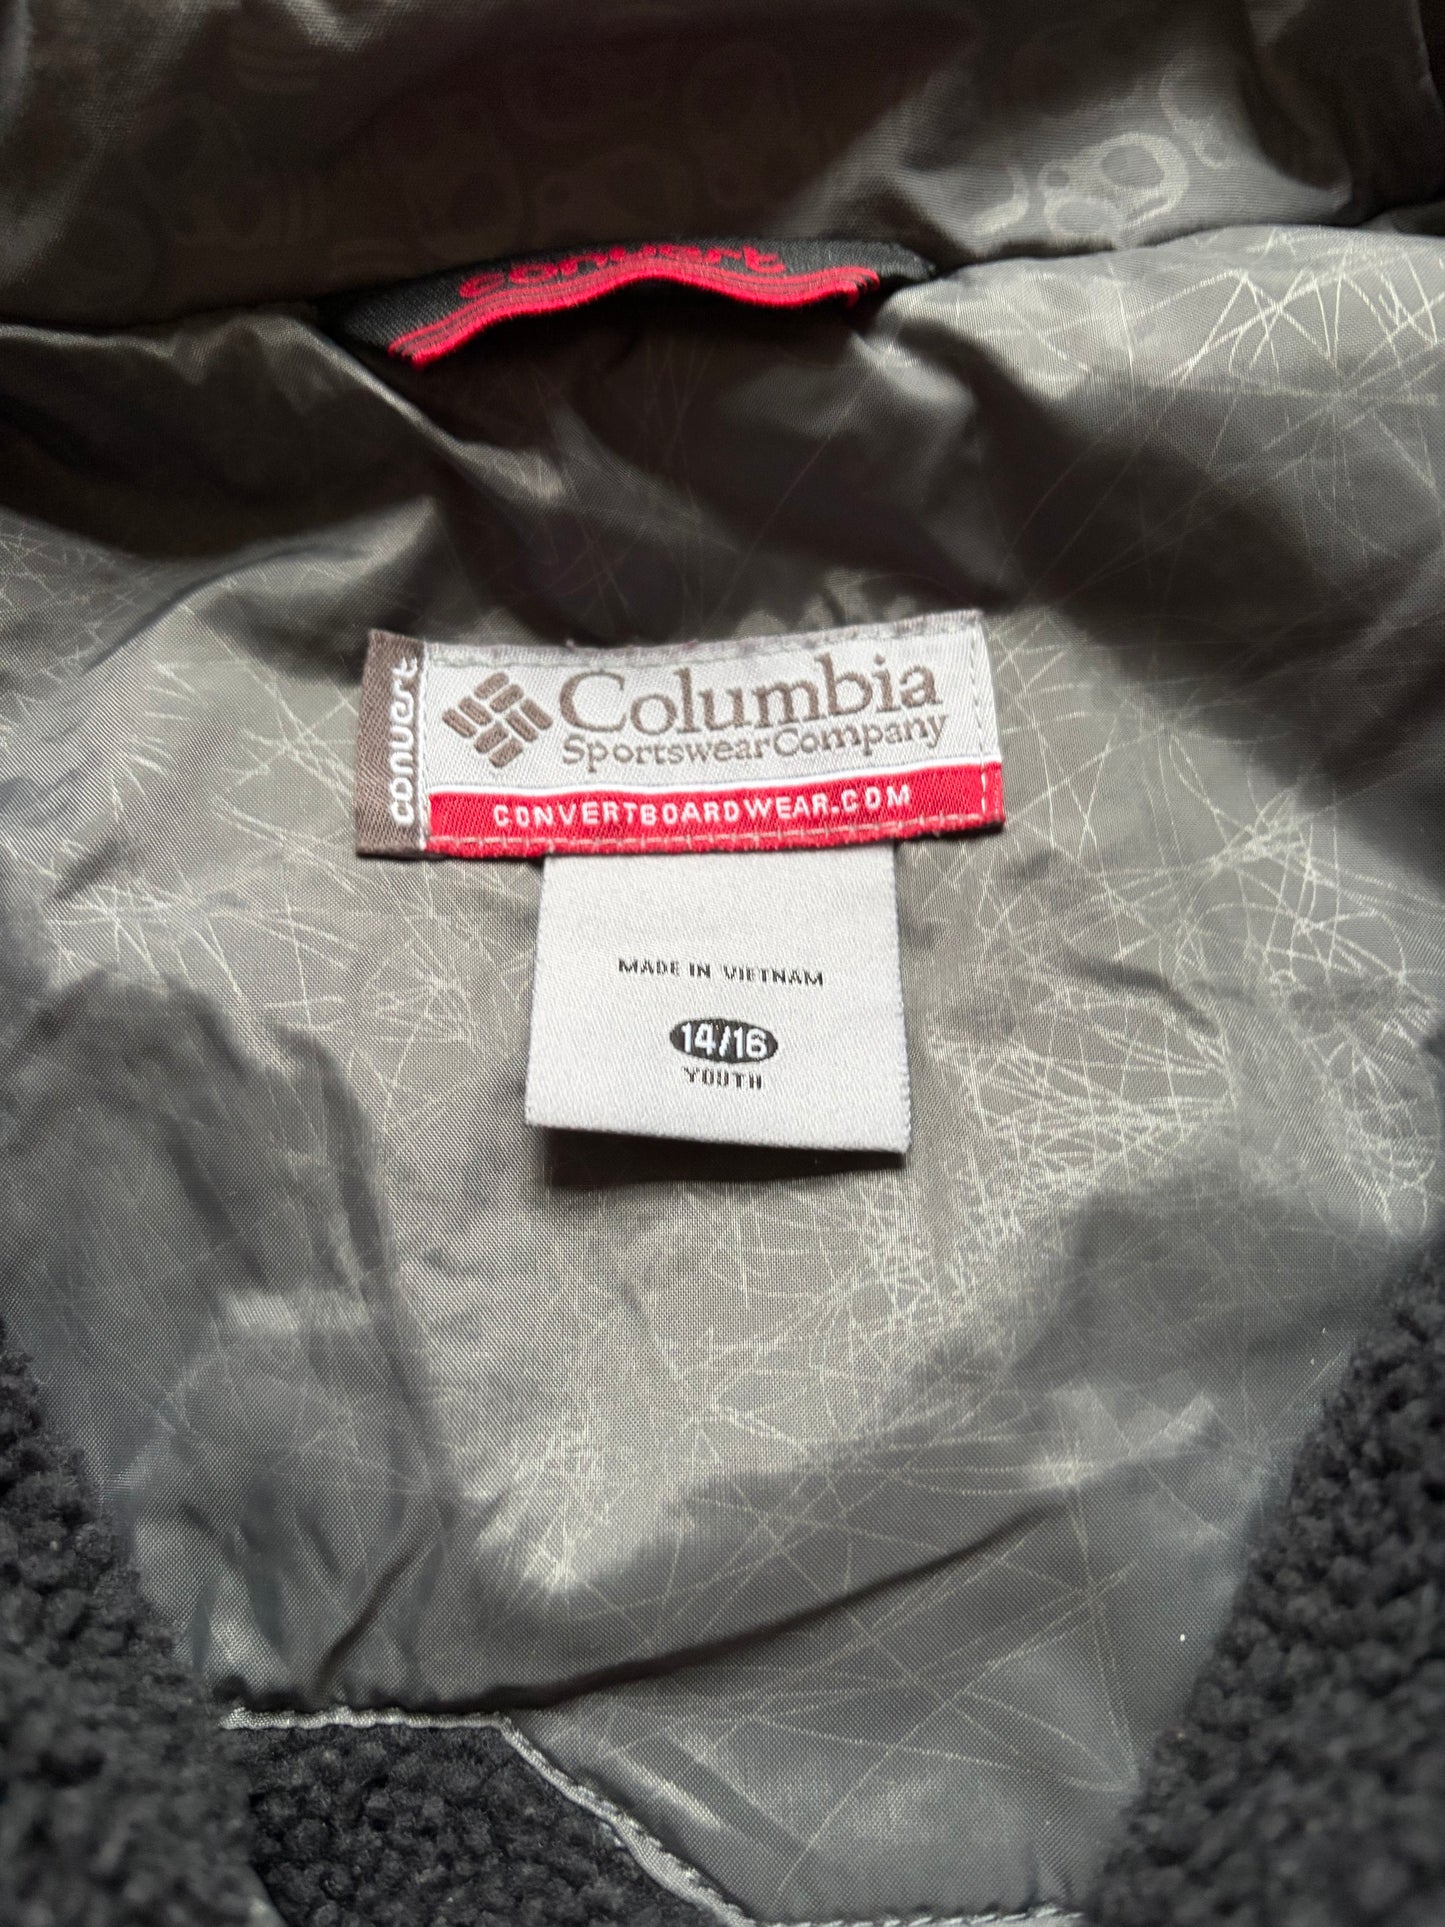 convert
convert
Columbia
Sportswear Company
CONVERTBOARDWEAR.COM
MADE IN VIETNAM
14/16
YOUTH